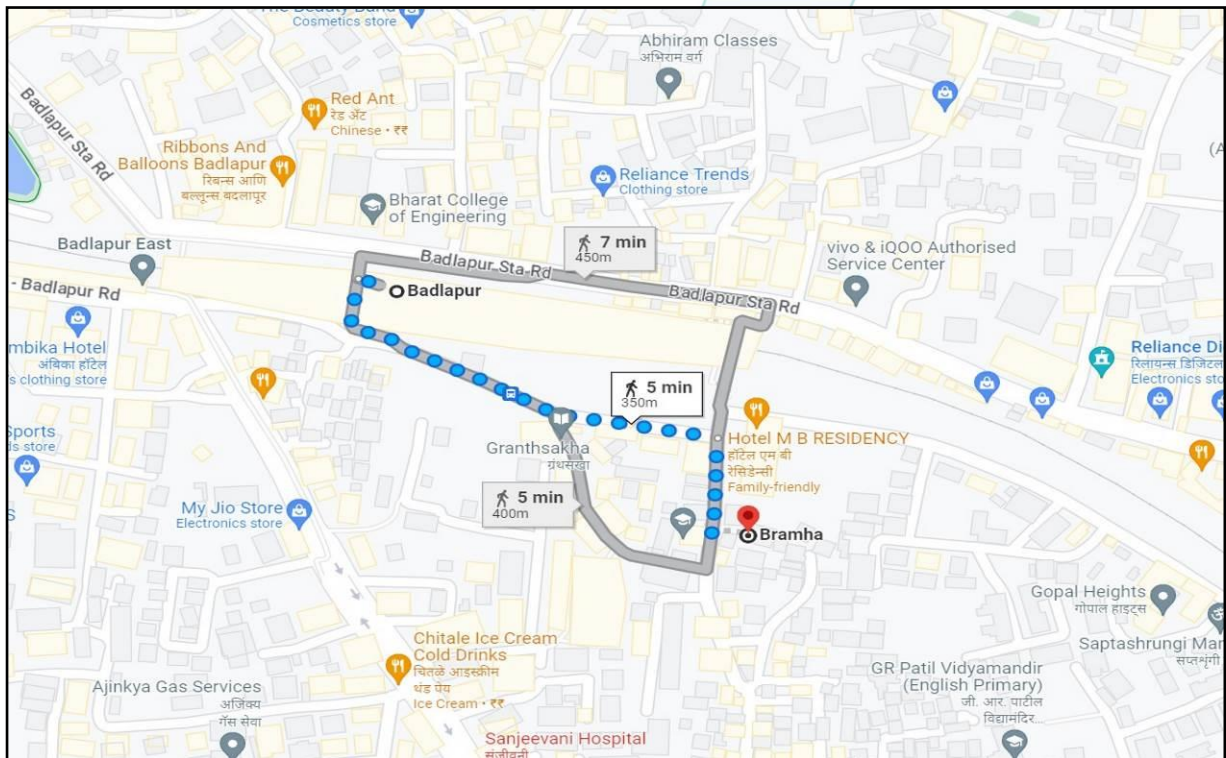 The Beauty Band
Cosmetics store
Abhiram Classes
अभिराम वर्ग
Badlapur Sta Rd
Red Ant
रेड अँट
Chinese • ₹₹
Ribbons And
Balloons Badlapur
रिबन्स आणि
बल्लून्स बदलापूर
Reliance Trends
Clothing store
Bharat College
of Engineering
(A
Badlapur East
7 min
450m
vivo & iQOO Authorised
Service Center
Badlapur Sta Rd
Badlapur Sta Rd
- Badlapur Rd
Badlapur
mbika Hotel
अंबिका हॉटेल
s clothing store
Reliance Di
रिलायन्स डिजिटल
Electronics sto
5 min
350m
Sports
ds store
Granthsakha
ग्रंथसखा
Hotel M B RESIDENCY
हॉटेल एम बी
रेसिडेन्सी
Family-friendly
5 min
400m
My Jio Store
Electronics store
S
Bramha
Gopal Heights
गोपाल हाइट्स
Saptashrungi Mar
सप्तशृंगी
Chitale Ice Cream
Cold Drinks
चितळे आइस्क्रीम
थंड पेय
Ice Cream • ₹₹
GR Patil Vidyamandir
(English Primary)
जी. आर. पाटील
विद्यामंदिर
Ajinkya Gas Services
अजिंक्य
गॅस सेवा
Sanjeevani Hospital
संजीवनी